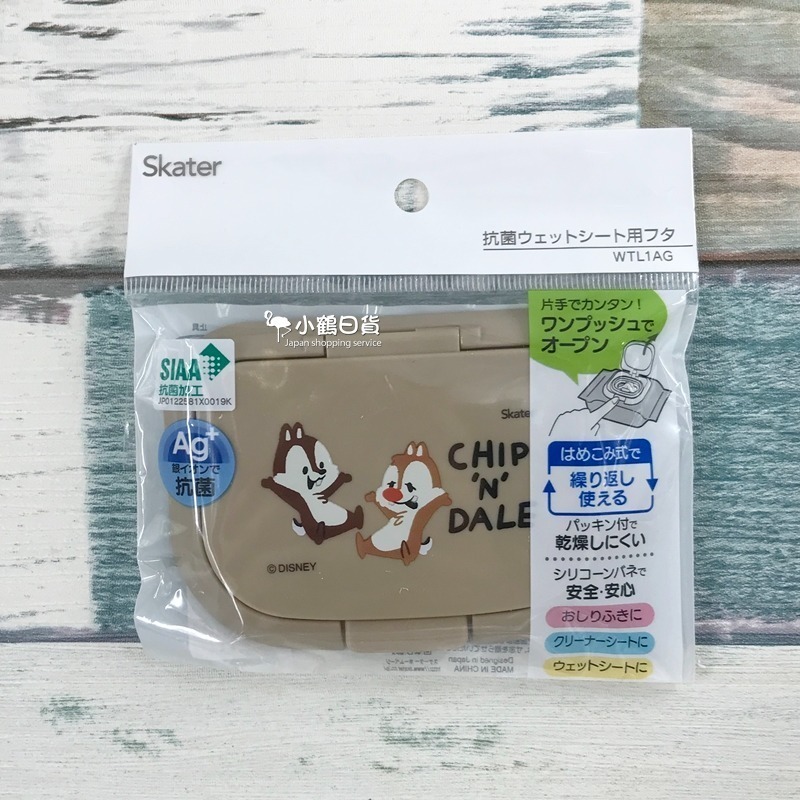 Skater
抗菌ウェットシート用フタ
WTL1AG
小鶴日貨
Japan shopping service
SIAA
抗菌加工
JP0122581X0019K
Ag+
銀イオンで
抗菌
Skater
CHIP
'N'
DALE
©DISNEY
片手でカンタン!
ワンプッシュで
オープン
はめこみ式で
繰り返し
使える
パッキン付で
乾燥しにくい
シリコーンバネで
安全・安心
おしりふきに
クリーナーシートに
ウェットシートに
Designed in Japan
MADE IN CHINA